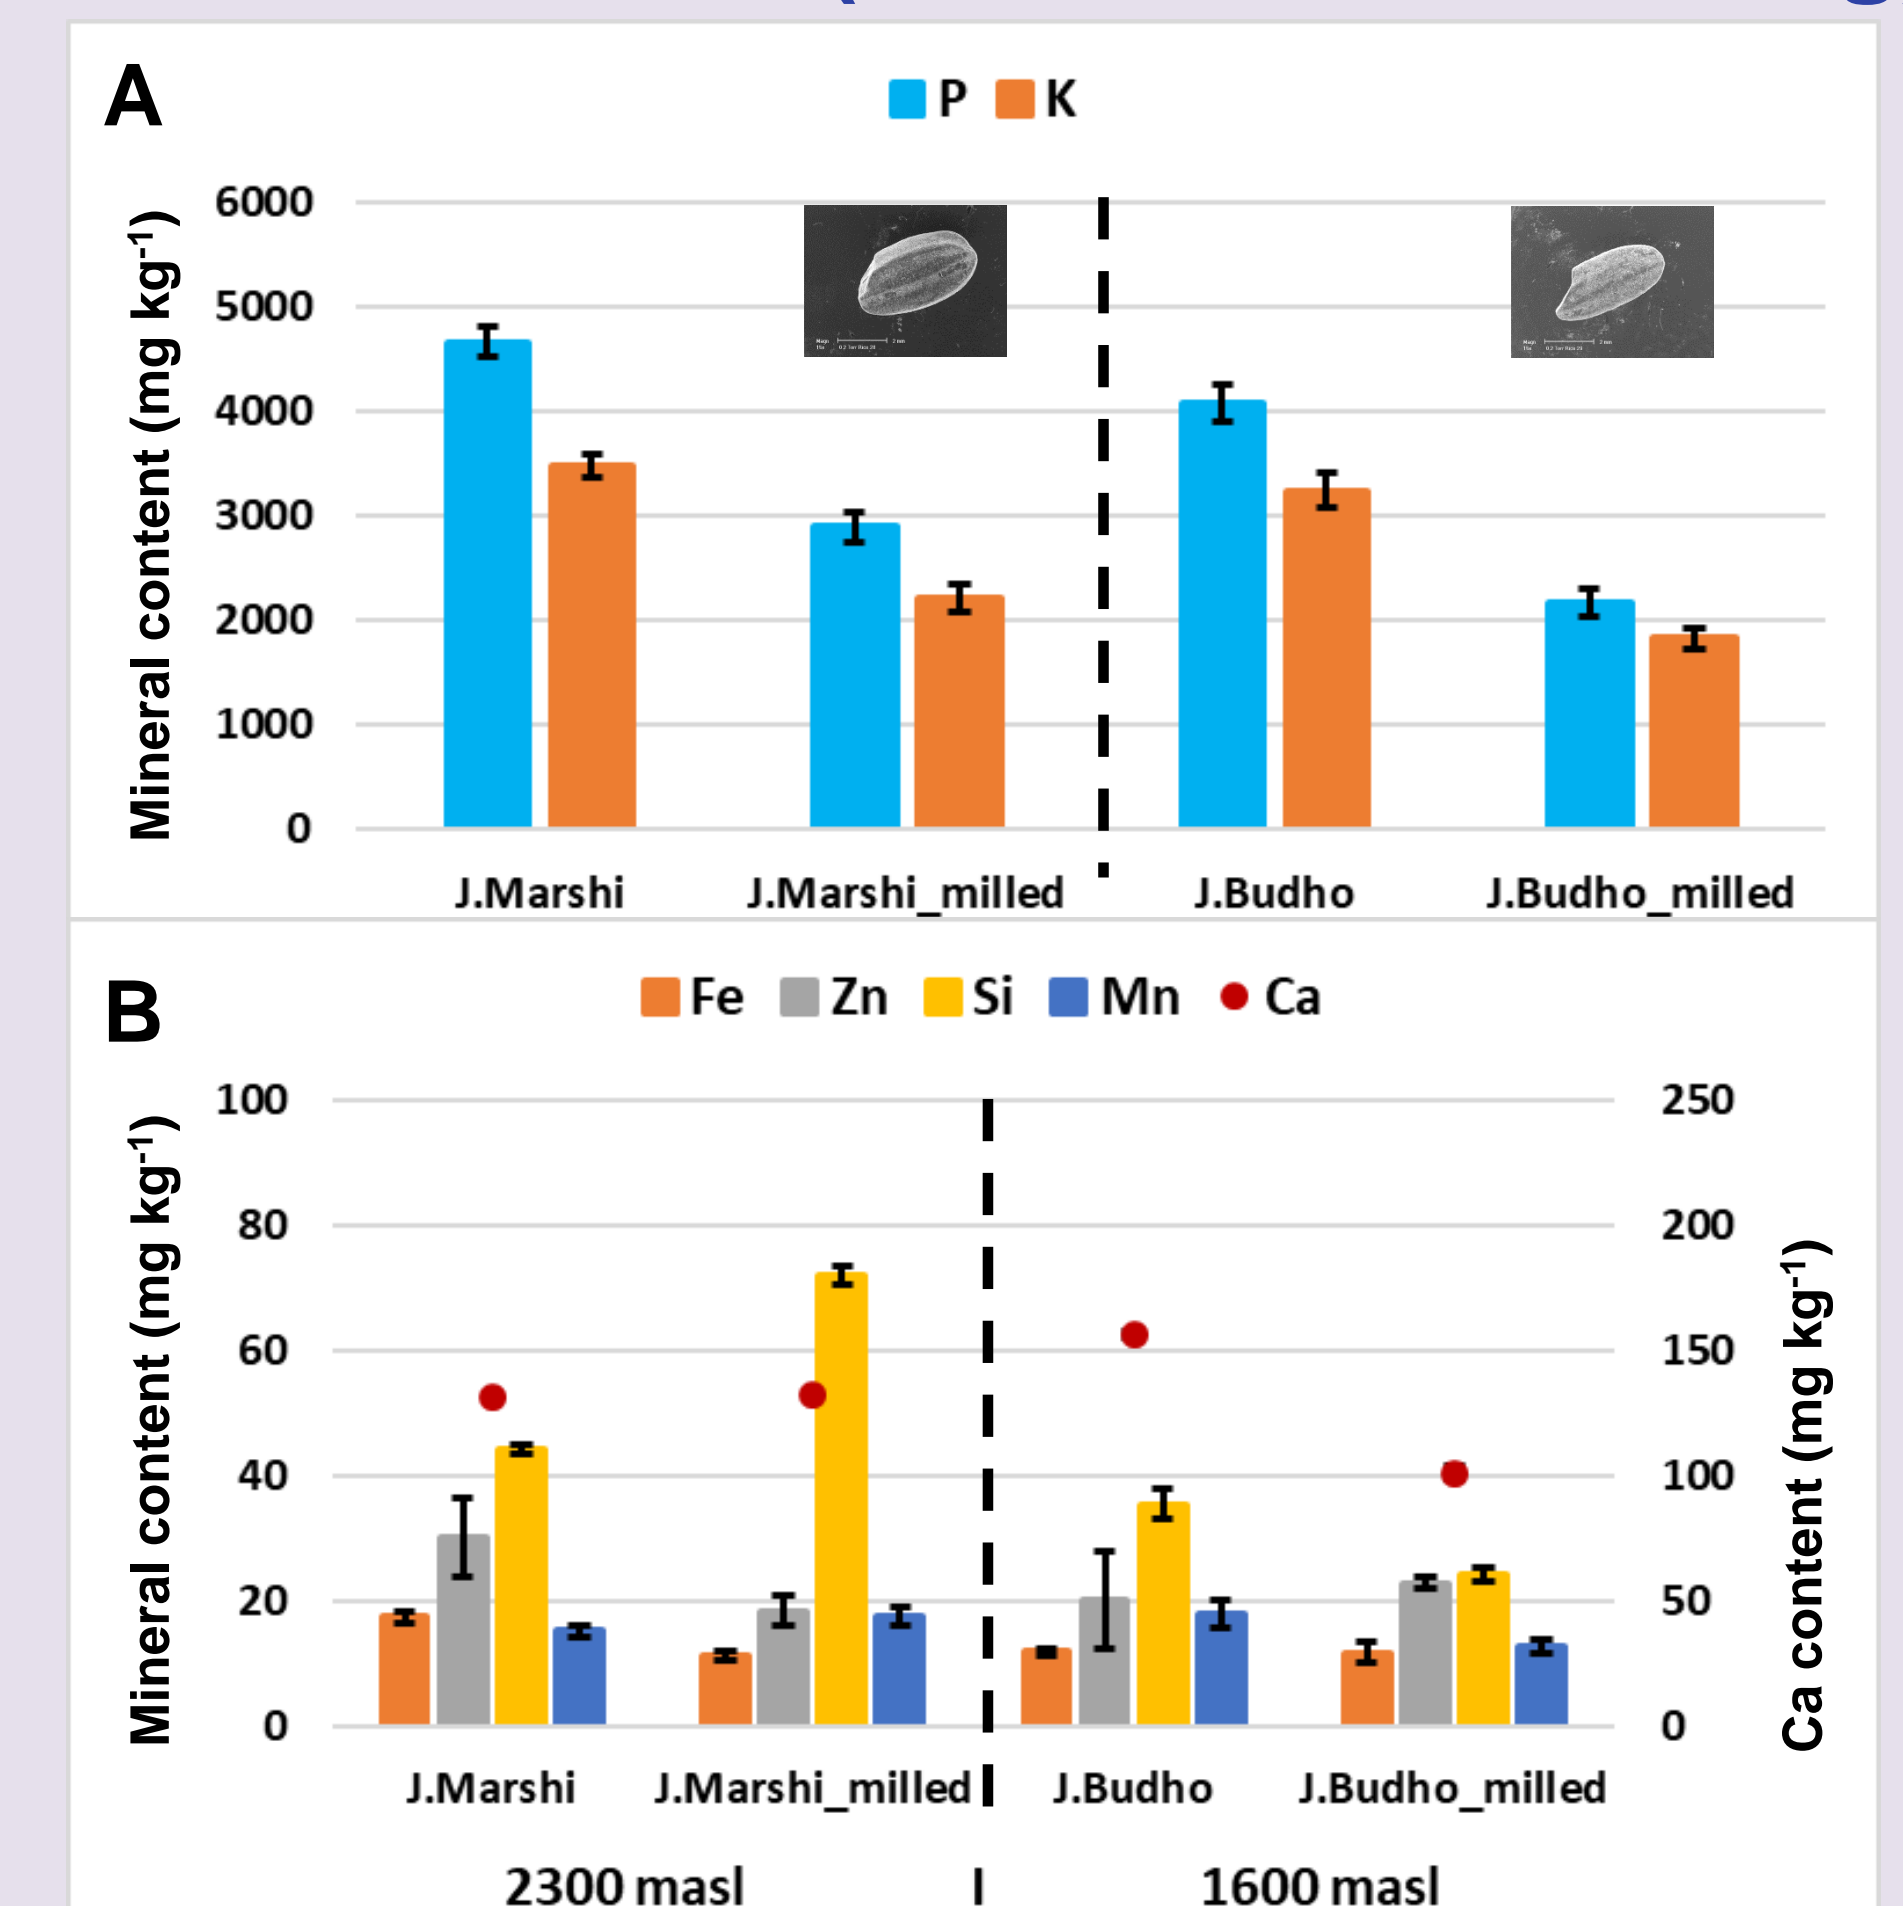 A
P K
Mineral content (mg kg-1)
6000
5000
4000
3000
2000
1000
0
J.Marshi J.Marshi_milled J.Budho J.Budho_milled
B
Fe Zn Si Mn Ca
Mineral content (mg kg-1)
100
80
60
40
20
0
250
200
150
100
50
0
Ca content (mg kg-1)
J.Marshi J.Marshi_milled J.Budho J.Budho_milled
2300 masl | 1600 masl